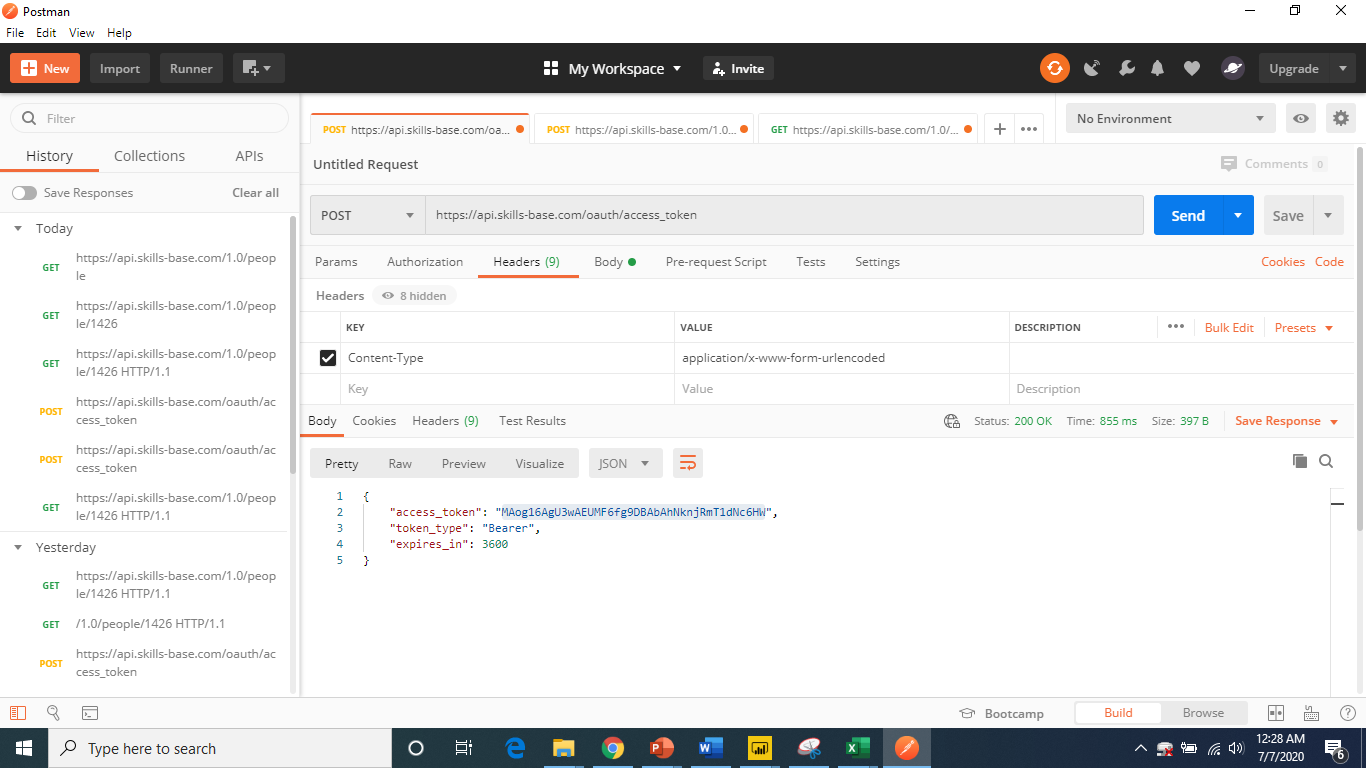 Postman
File Edit View Help
New Import Runner My Workspace Invite Upgrade
Filter
History Collections APIs
Save Responses Clear all
Today
GET https://api.skills-base.com/1.0/peop
le
GET https://api.skills-base.com/1.0/peop
le/1426
GET https://api.skills-base.com/1.0/peop
le/1426 HTTP/1.1
POST https://api.skills-base.com/oauth/ac
cess_token
POST https://api.skills-base.com/oauth/ac
cess_token
GET https://api.skills-base.com/1.0/peop
le/1426 HTTP/1.1
Yesterday
GET https://api.skills-base.com/1.0/peop
le/1426 HTTP/1.1
GET /1.0/people/1426 HTTP/1.1
POST https://api.skills-base.com/oauth/ac
cess_token
POST https://api.skills-base.com/oa... POST https://api.skills-base.com/1.0... GET https://api.skills-base.com/1.0/... + •••
No Environment
Untitled Request
Comments 0
POST https://api.skills-base.com/oauth/access_token Send Save
Params Authorization Headers (9) Body Pre-request Script Tests Settings Cookies Code
Headers 8 hidden
KEY VALUE DESCRIPTION ••• Bulk Edit Presets
Content-Type application/x-www-form-urlencoded
Key Value Description
Body Cookies Headers (9) Test Results Status: 200 OK Time: 855 ms Size: 397 B Save Response
Pretty Raw Preview Visualize JSON
1 {
2 "access_token": "MAog16AgU3wAEUMF6fg9DBAbAhNknjRmT1dNc6HW",
3 "token_type": "Bearer",
4 "expires_in": 3600
5 }
Bootcamp Build Browse
Type here to search
12:28 AM
7/7/2020
6